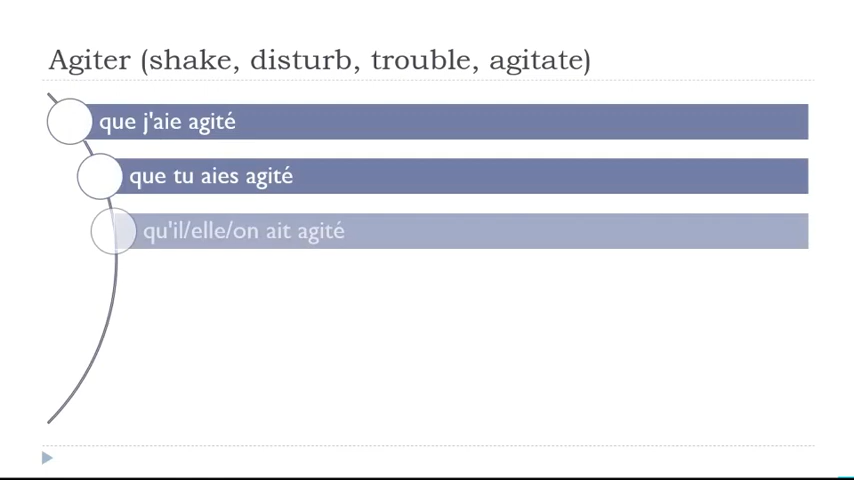 Agiter (shake, disturb, trouble, agitate)
que j'aie agité
que tu aies agité
qu'il/elle/on ait agité